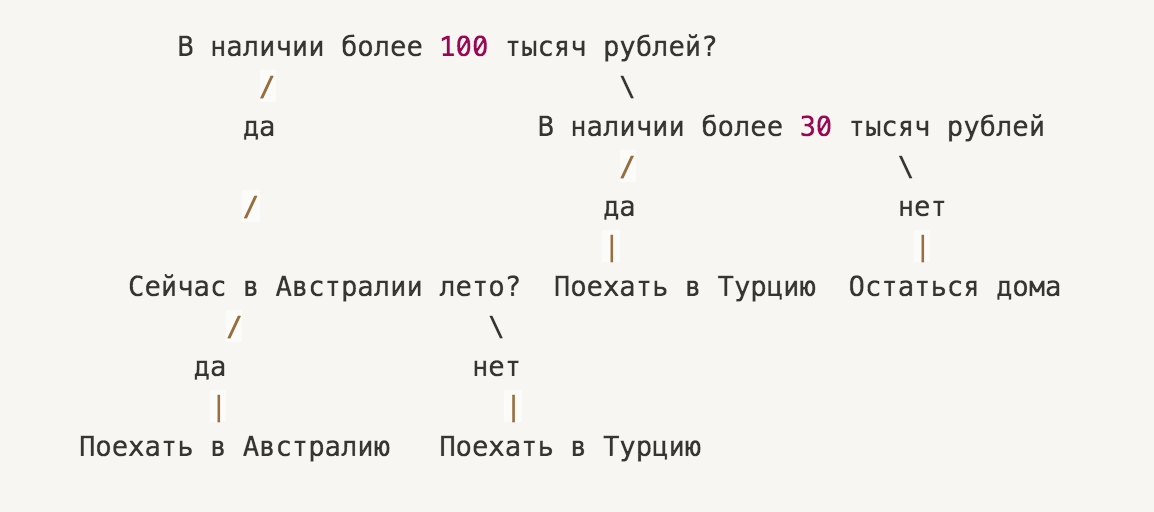 В наличии более 100 тысяч рублей?
/ \
да В наличии более 30 тысяч рублей
/ \
/ да нет
| |
Сейчас в Австралии лето? Поехать в Турцию Остаться дома
/ \
да нет
| |
Поехать в Австралию Поехать в Турцию